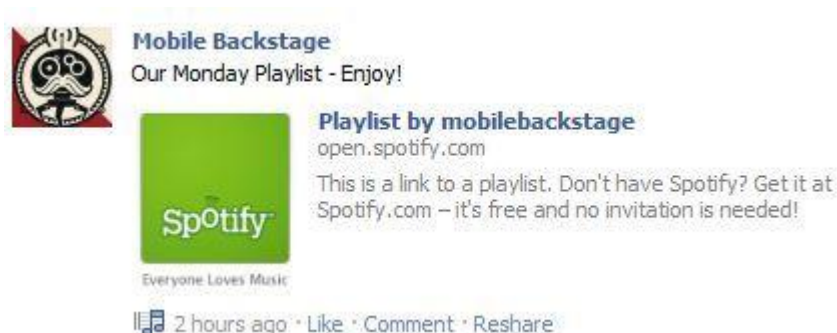 Mobile Backstage
Our Monday Playlist - Enjoy!
Playlist by mobilebackstage
open.spotify.com
This is a link to a playlist. Don't have Spotify? Get it at
Spotify.com – it's free and no invitation is needed!
Spotify
Everyone Loves Music
2 hours ago · Like · Comment · Reshare